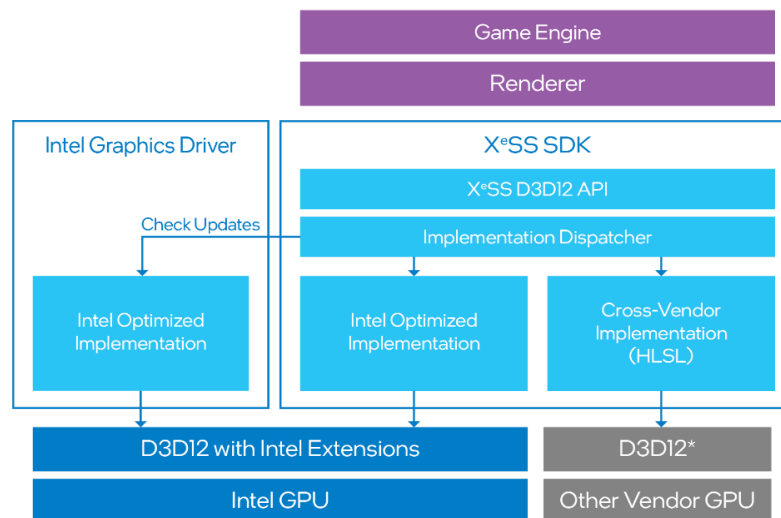 Game Engine
Renderer
Intel Graphics Driver
XᵉSS SDK
XᵉSS D3D12 API
Check Updates
Implementation Dispatcher
Intel Optimized
Implementation
Intel Optimized
Implementation
Cross-Vendor
Implementation
(HLSL)
D3D12 with Intel Extensions
D3D12*
Intel GPU
Other Vendor GPU